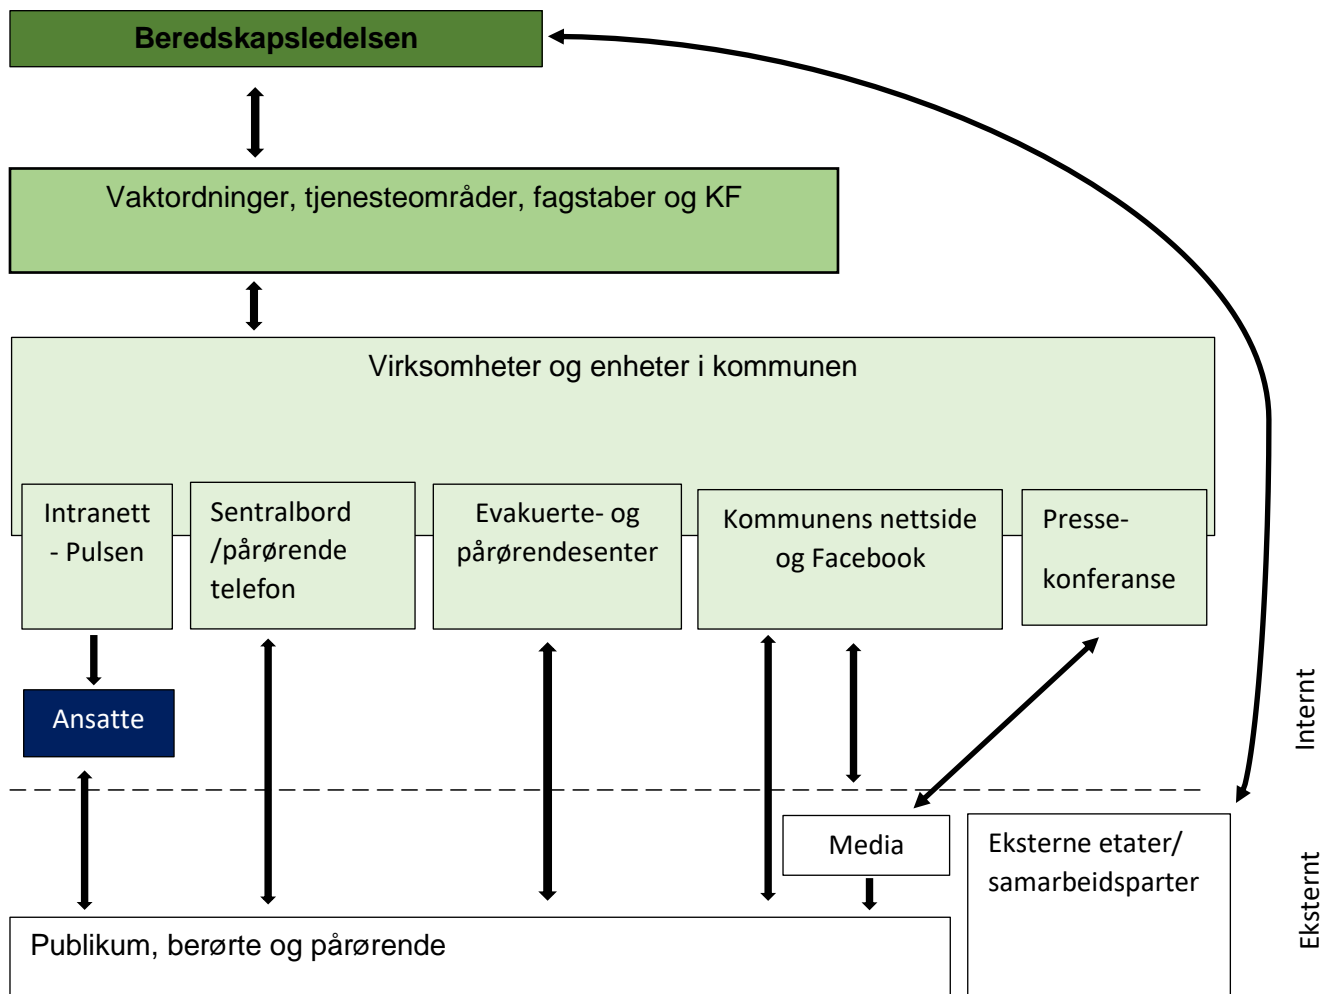 Beredskapsledelsen
Vaktordninger, tjenesteområder, fagstaber og KF
Virksomheter og enheter i kommunen
Intranett
- Pulsen
Sentralbord
/pårørende
telefon
Evakuerte- og
pårørendesenter
Kommunens nettside
og Facebook
Presse-
konferanse
Ansatte
Internt
Media
Eksterne etater/
samarbeidsparter
Eksternt
Publikum, berørte og pårørende